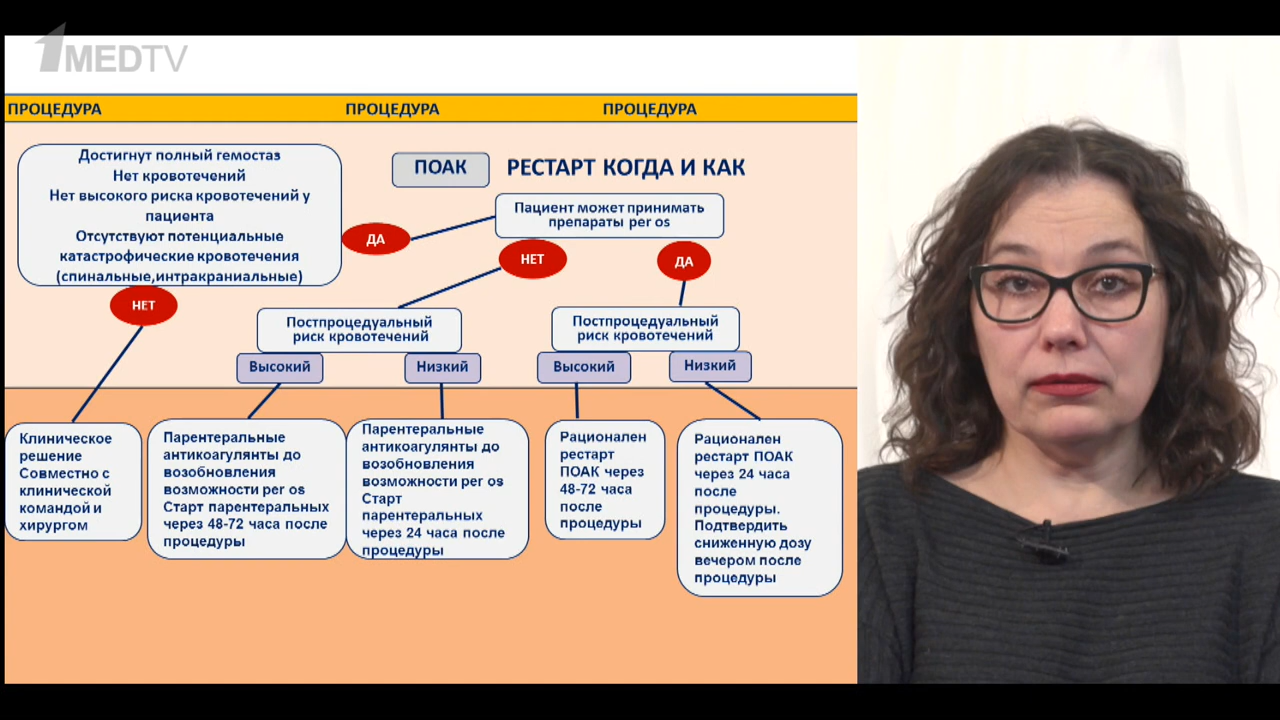 1MEDTV
ПРОЦЕДУРА
ПРОЦЕДУРА
ПРОЦЕДУРА
Достигнут полный гемостаз
Нет кровотечений
Нет высокого риска кровотечений у
пациента
Отсутствуют потенциальные
катастрофические кровотечения
(спинальные,интракраниальные)
ПОАК
РЕСТАРТ КОГДА И КАК
Пациент может принимать
препараты per os
ДА
НЕТ
ДА
НЕТ
Постпроцедуальный
риск кровотечений
Высокий
Низкий
Постпроцедуальный
риск кровотечений
Высокий
Низкий
Клиническое
решение
Совместно с
клинической
командой и
хирургом
Парентеральные
антикоагулянты до
возобновления
возможности per os
Старт парентеральных
через 48-72 часа после
процедуры
Парентеральные
антикоагулянты до
возобновления
возможности per os
Старт
парентеральных
через 24 часа после
процедуры
Рационален
рестарт
ПОАК через
48-72 часа
после
процедуры
Рационален
рестарт ПОАК
через 24 часа
после
процедуры.
Подтвердить
сниженную дозу
вечером после
процедуры